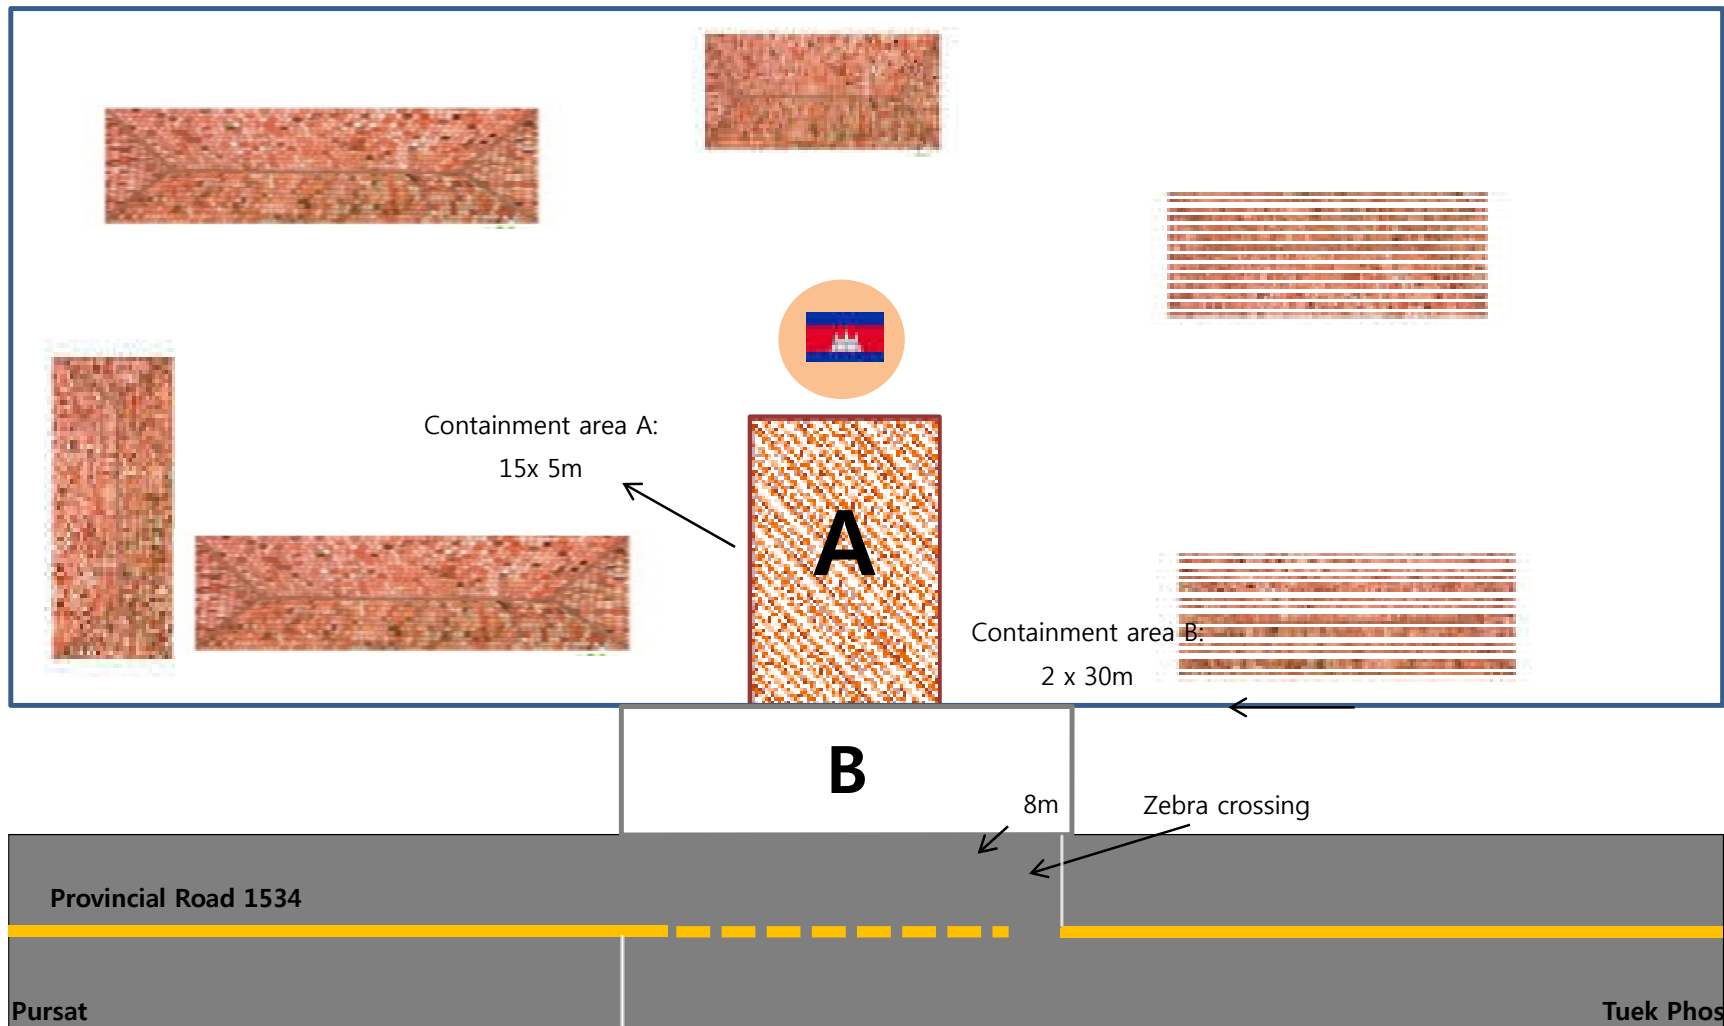 Containment area A:
15x 5m
A
Containment area B:
2 x 30m
B
8m
Zebra crossing
Provincial Road 1534
Pursat
Tuek Phos